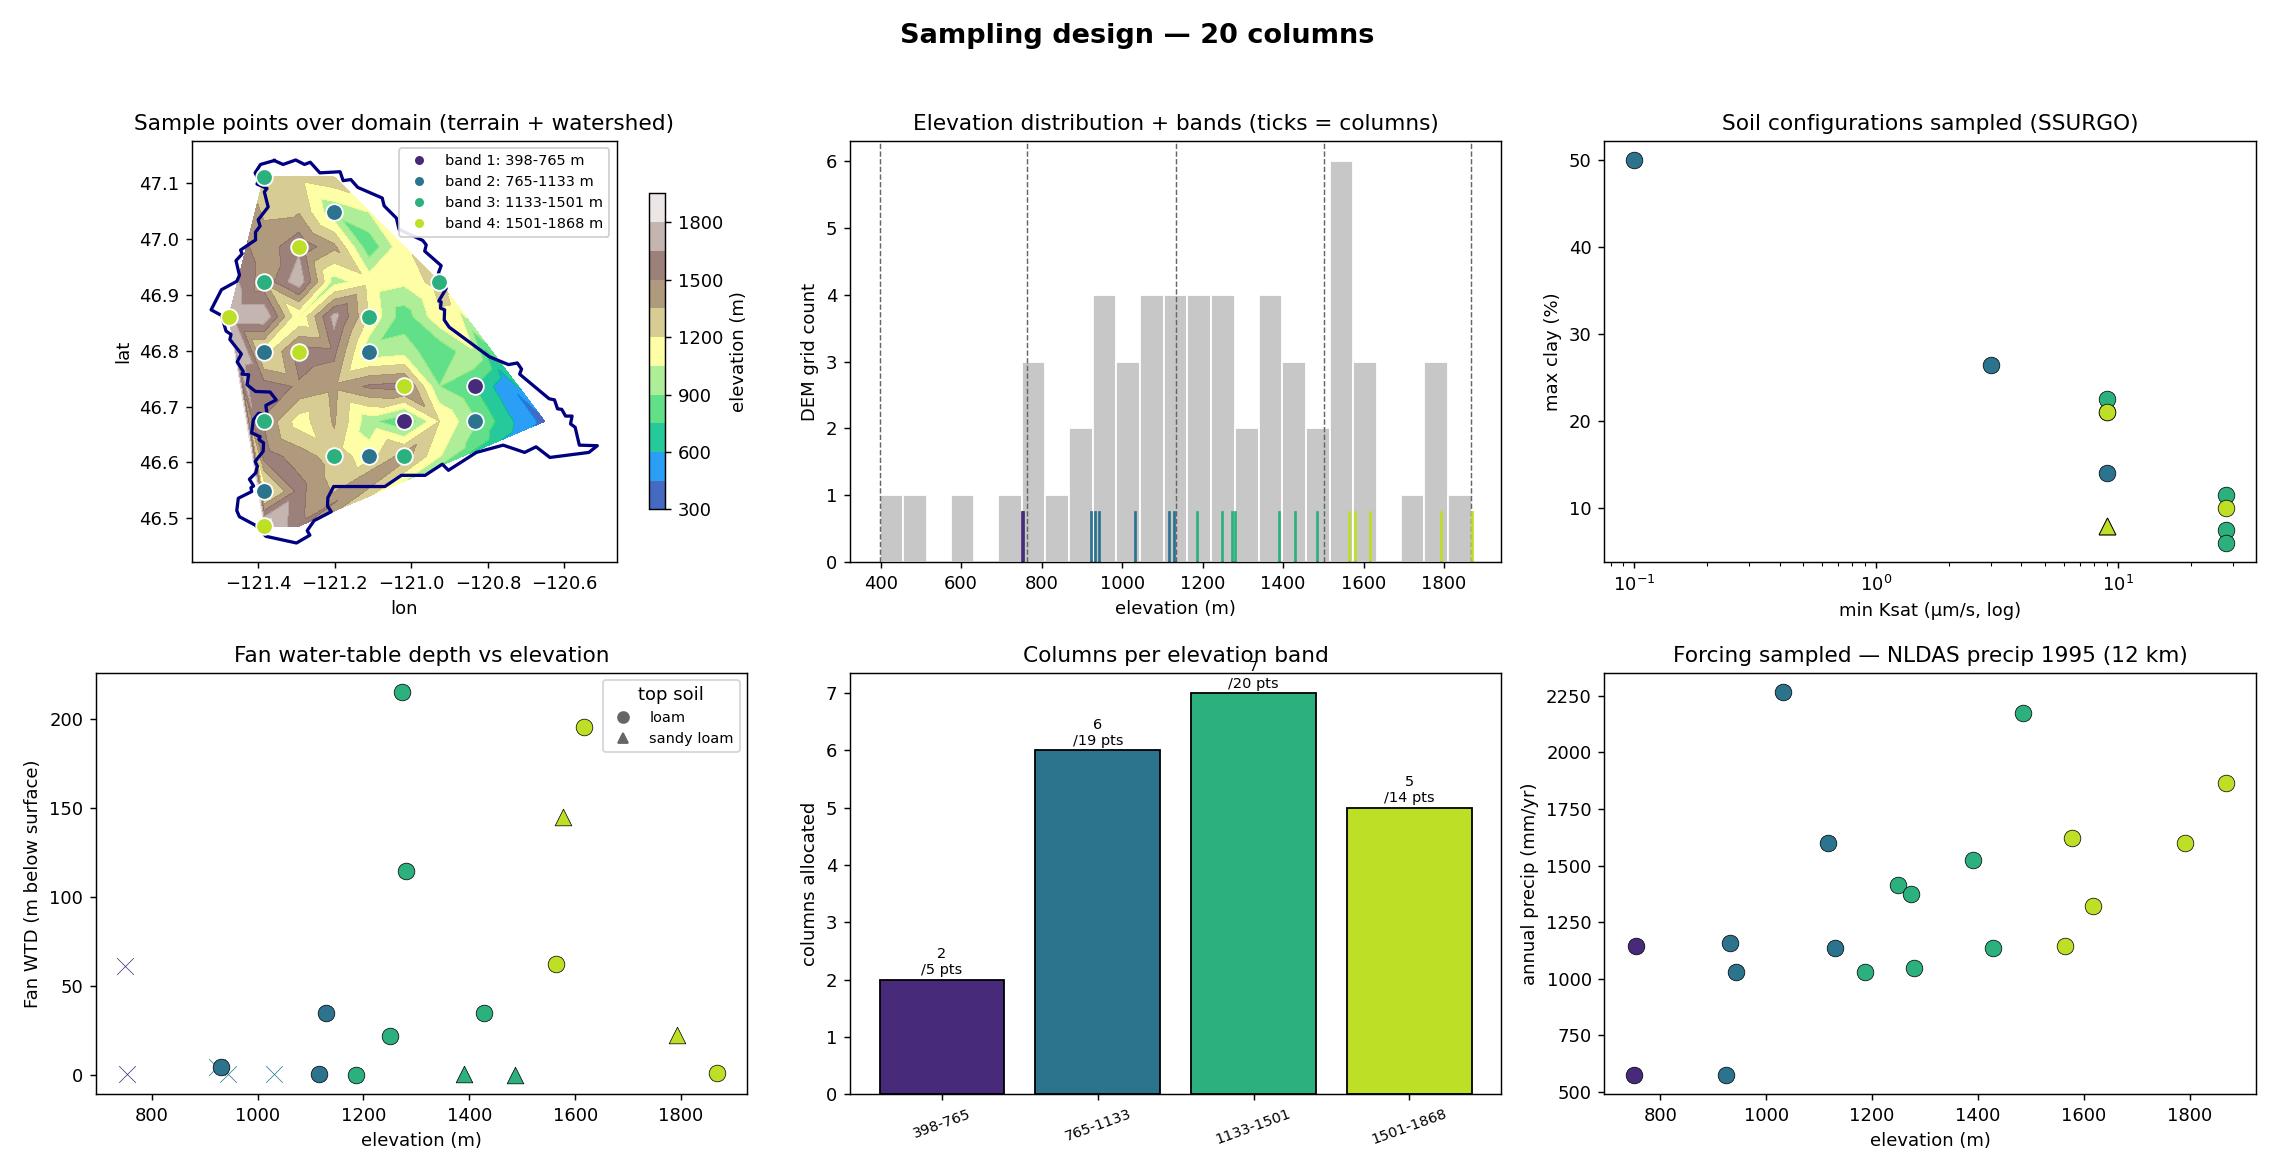 Sampling design — 20 columns
Sample points over domain (terrain + watershed)
band 1: 398-765 m
band 2: 765-1133 m
band 3: 1133-1501 m
band 4: 1501-1868 m
47.1
47.0
46.9
46.8
46.7
46.6
46.5
lat
−121.4
−121.2
−121.0
−120.8
−120.6
lon
1800
1500
1200
900
600
300
elevation (m)
Elevation distribution + bands (ticks = columns)
6
5
4
3
2
1
0
DEM grid count
400
600
800
1000
1200
1400
1600
1800
elevation (m)
Soil configurations sampled (SSURGO)
50
40
30
20
10
max clay (%)
10⁻¹
10⁰
10¹
min Ksat (µm/s, log)
Fan water-table depth vs elevation
top soil
loam
sandy loam
200
150
100
50
0
Fan WTD (m below surface)
800
1000
1200
1400
1600
1800
elevation (m)
Columns per elevation band
7
6
5
4
3
2
1
0
columns allocated
2
/5 pts
6
/19 pts
7
/20 pts
5
/14 pts
398-765
765-1133
1133-1501
1501-1868
Forcing sampled — NLDAS precip 1995 (12 km)
2250
2000
1750
1500
1250
1000
750
500
annual precip (mm/yr)
800
1000
1200
1400
1600
1800
elevation (m)